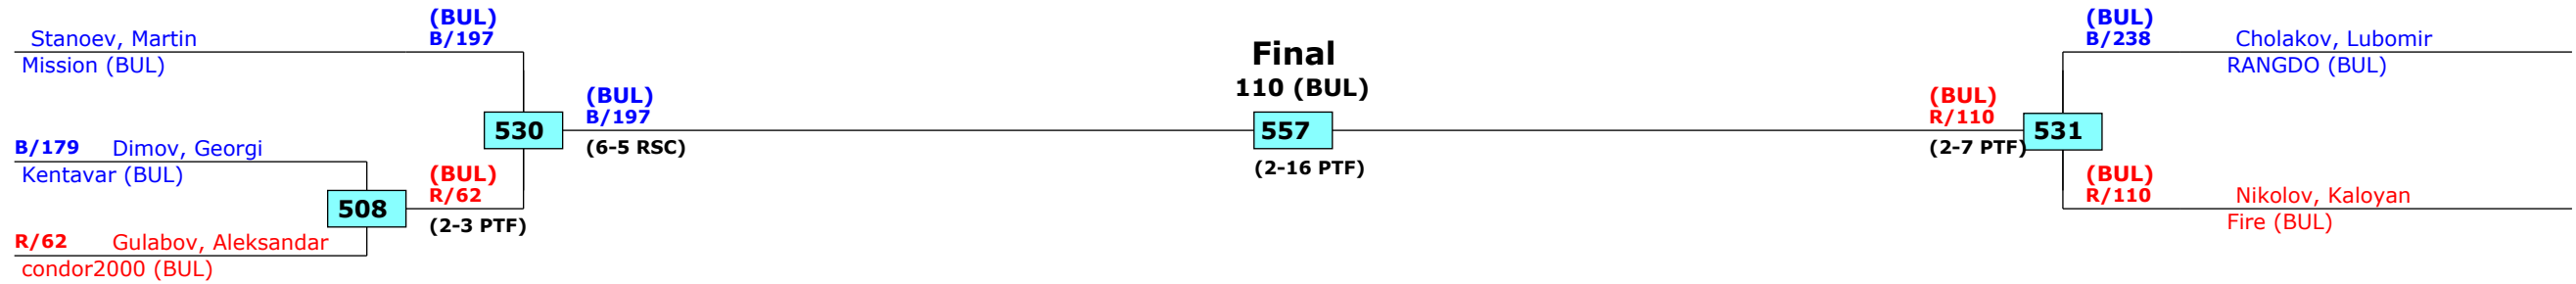 Stanoev, Martin
Mission (BUL)
(BUL)
B/197
B/179 Dimov, Georgi
Kentavar (BUL)
508
R/62 Gulabov, Aleksandar
condor2000 (BUL)
(BUL)
R/62
(2-3 PTF)
530
(BUL)
B/197
(6-5 RSC)
Final
110 (BUL)
557
(2-16 PTF)
(BUL)
R/110
(2-7 PTF)
531
(BUL)
B/238 Cholakov, Lubomir
RANGDO (BUL)
(BUL)
R/110 Nikolov, Kaloyan
Fire (BUL)